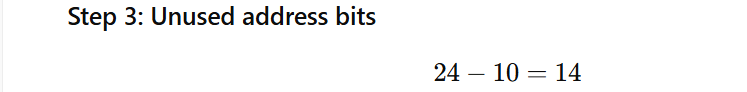 Step 3: Unused address bits
24 − 10 = 14